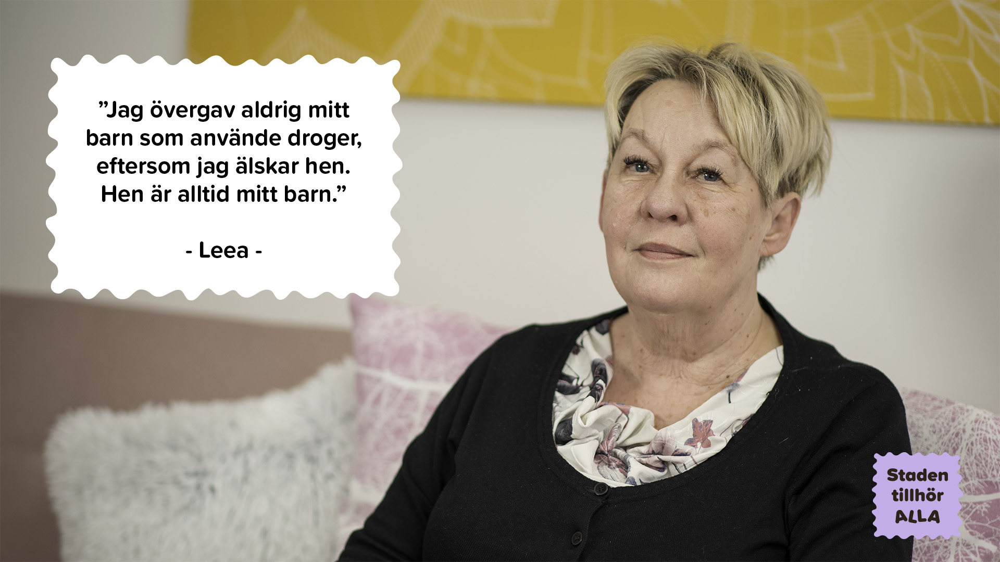 ”Jag övergav aldrig mitt
barn som använde droger,
eftersom jag älskar hen.
Hen är alltid mitt barn.”
- Leea -
Staden
tillhör
ALLA